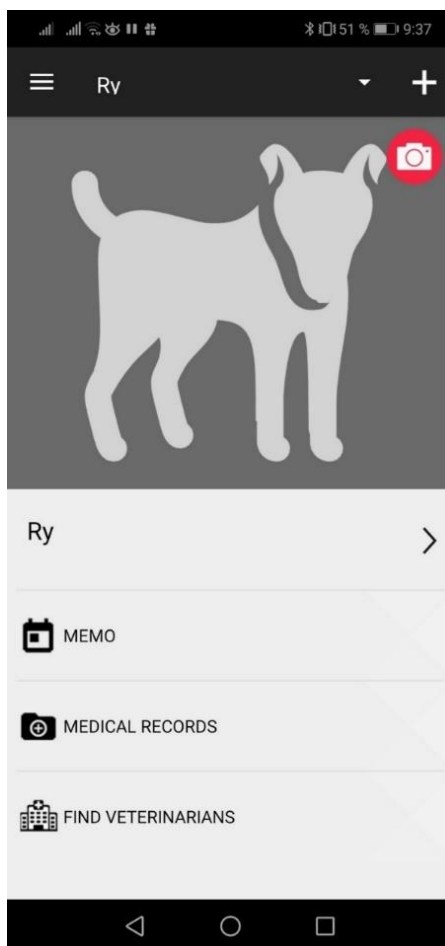 51 % 9:37
Ry
Ry
MEMO
MEDICAL RECORDS
FIND VETERINARIANS